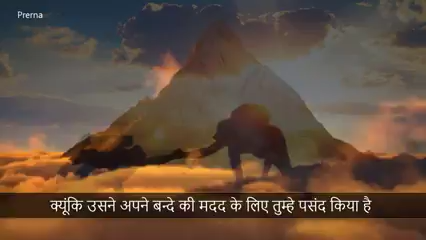 Prerna
क्यूंकि उसने अपने बन्दे की मदद के लिए तुम्हे पसंद किया है